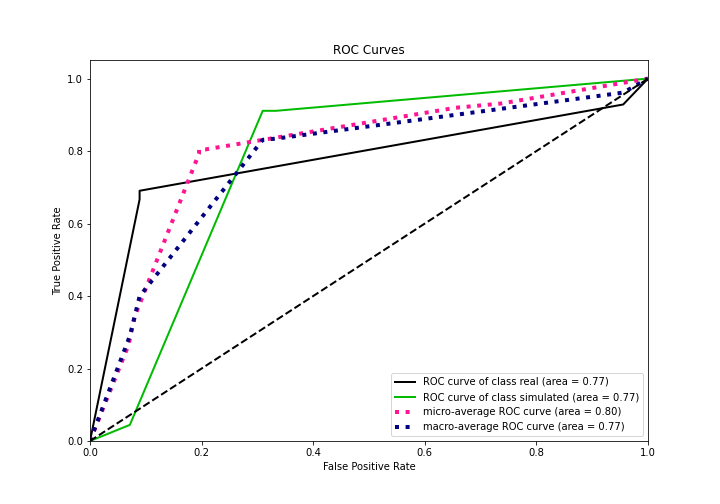 ROC Curves
True Positive Rate
1.0
0.8
0.6
0.4
0.2
0.0
0.0 0.2 0.4 0.6 0.8 1.0
False Positive Rate
ROC curve of class real (area = 0.77)
ROC curve of class simulated (area = 0.77)
micro-average ROC curve (area = 0.80)
macro-average ROC curve (area = 0.77)